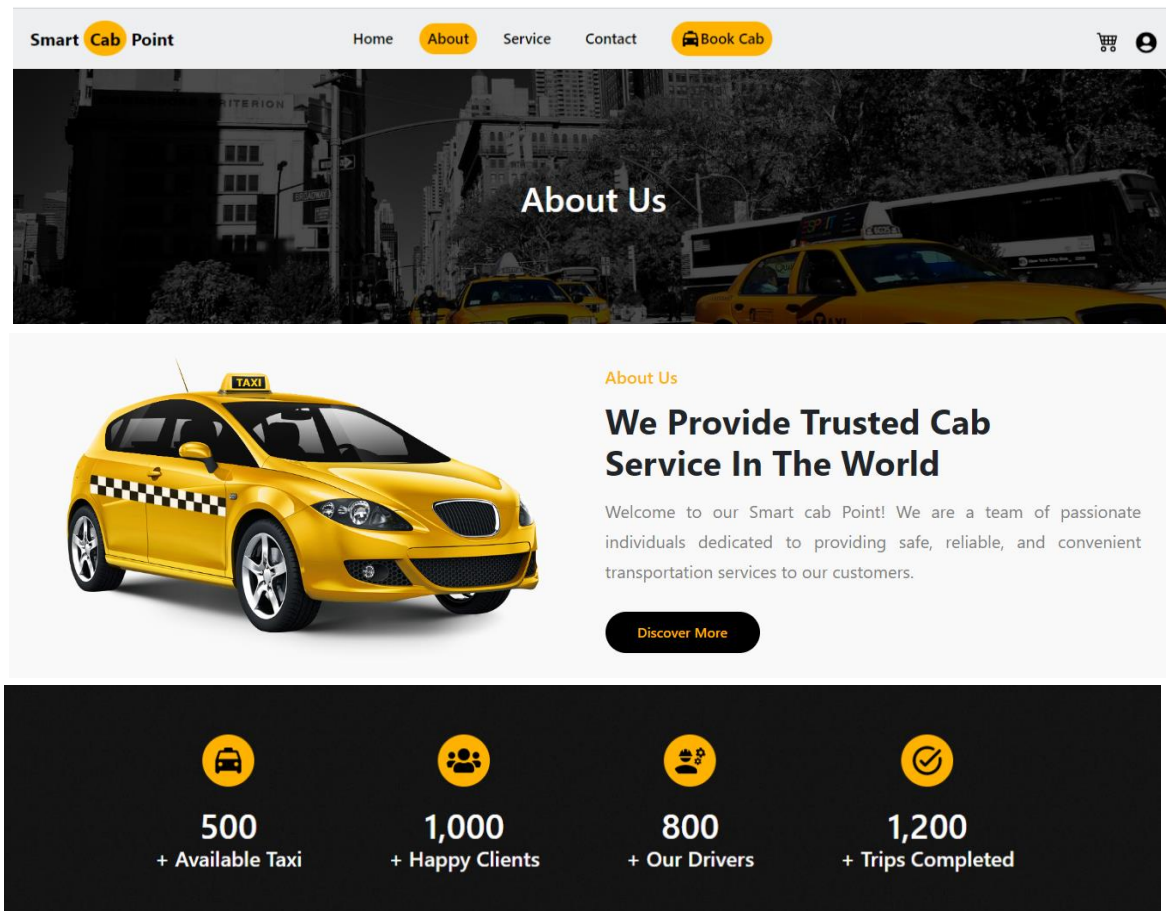 Smart Cab Point Home About Service Contact Book Cab
CRITERION
About Us
TAXI
About Us
We Provide Trusted Cab
Service In The World
Welcome to our Smart cab Point! We are a team of passionate
individuals dedicated to providing safe, reliable, and convenient
transportation services to our customers.
Discover More
500 1,000 800 1,200
+ Available Taxi + Happy Clients + Our Drivers + Trips Completed